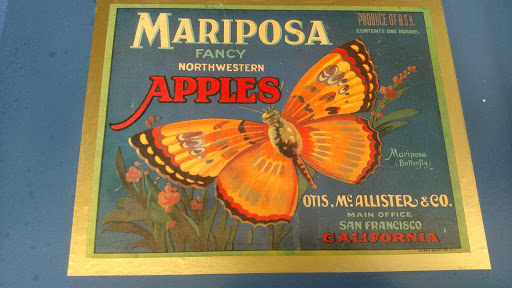 MARIPOSA
FANCY
NORTHWESTERN
APPLES
PRODUCE OF U.S.A.
CONTENTS ONE BUSHEL
Mariposa
(Butterfly)
OTIS, McALLISTER & CO.
MAIN OFFICE
SAN FRANCISCO
CALIFORNIA